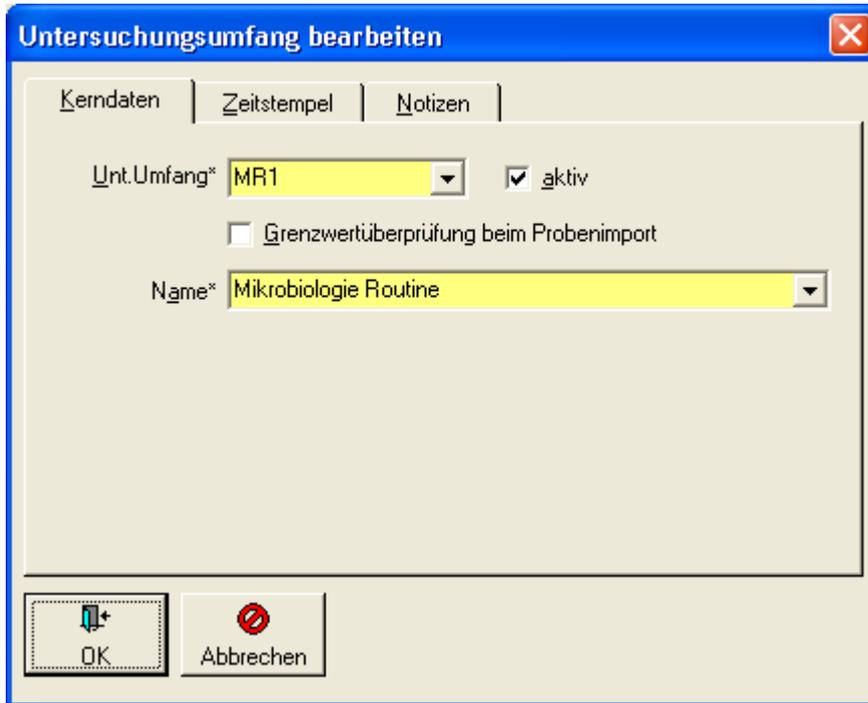 Untersuchungsumfang bearbeiten
Kerndaten Zeitstempel Notizen
Unt.Umfang* MR1 aktiv
Grenzwertüberprüfung beim Probenimport
Name* Mikrobiologie Routine
OK Abbrechen